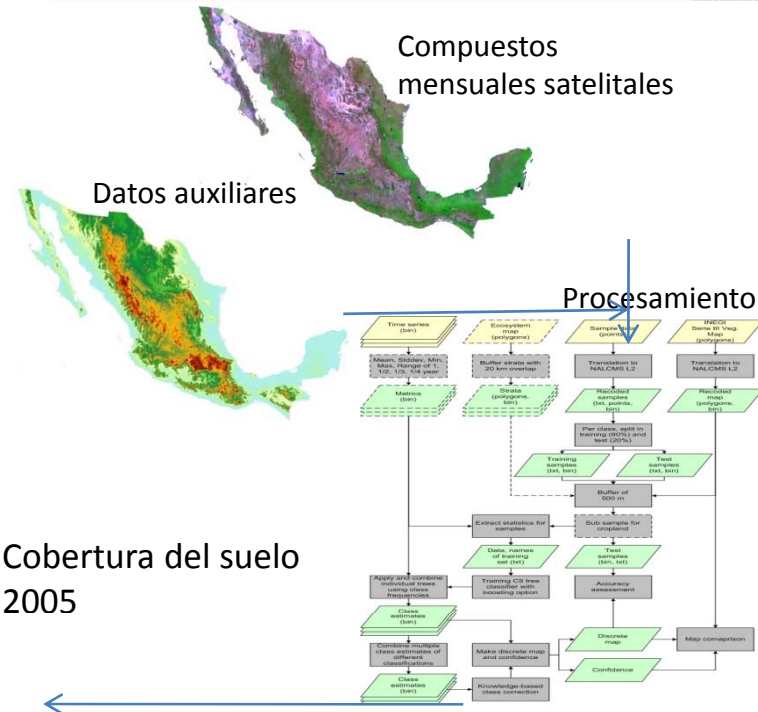 Compuestos
mensuales satelitales
Datos auxiliares
Procesamiento
Time series
(bin)
Ecosystem
map
(polygons)
Sample data
(points)
INEGI
Serie III Veg.
Map
(polygons)
Mean, Stddev, Min.
Max, Range of 1,
1/2, 1/3, 1/4 year
Buffer strata with
20 km overlap
Translation to
NALCMS L2
Translation to
NALCMS L2
Metrics
(bin)
Strata
(polygons,
bin)
Recoded
samples
(txt, points,
bin)
Recoded
map
(polygons,
bin)
Per class, split in
training (80%) and
test (20%)
Training
samples
(txt, bin)
Test
samples
(txt, bin)
Buffer of
500 m
Extract statistics for
samples
Sub sample for
cropland
Cobertura del suelo
2005
Data, names
of training
set (txt)
Test
samples
(bin, txt)
Apply and combine
individual trees
using class
frequencies
Training C5 tree
classifier with
boosting option
Accuracy
assessment
Class
estimates
(bin)
Combine multiple
class estimates of
different
classifications
Make discrete map
and confidence
Discrete
map
Map comaprison
Confidence
Class
estimates
(bin)
Knowledge-based
class correction